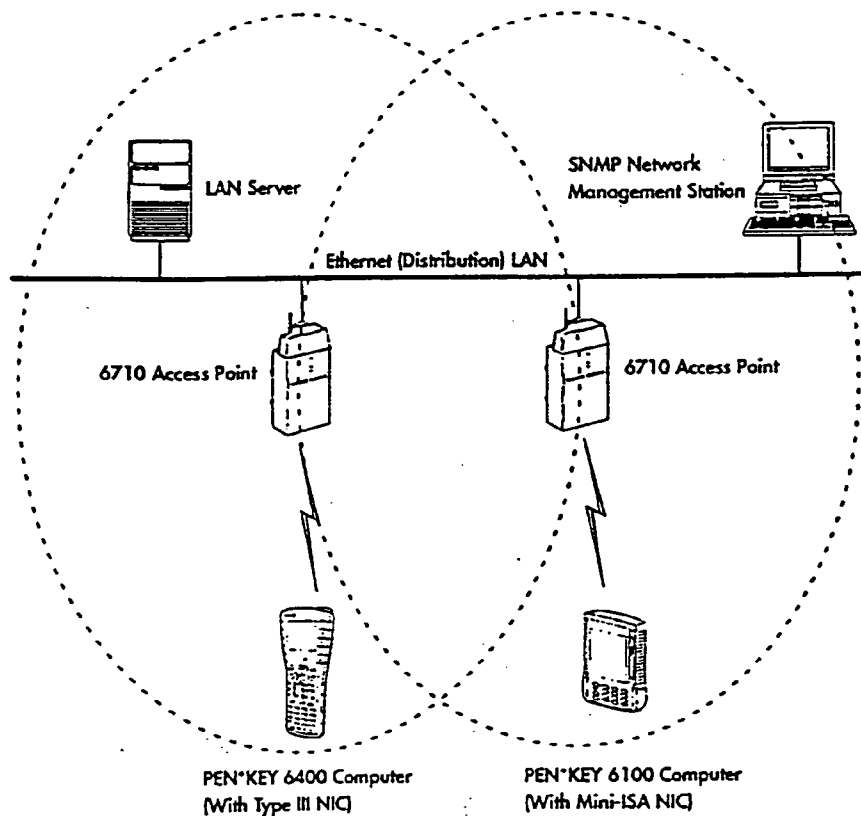 LAN Server
SNMP Network
Management Station
Ethernet (Distribution) LAN
6710 Access Point
6710 Access Point
PEN*KEY 6400 Computer
(With Type III NIC)
PEN*KEY 6100 Computer
(With Mini-ISA NIC)